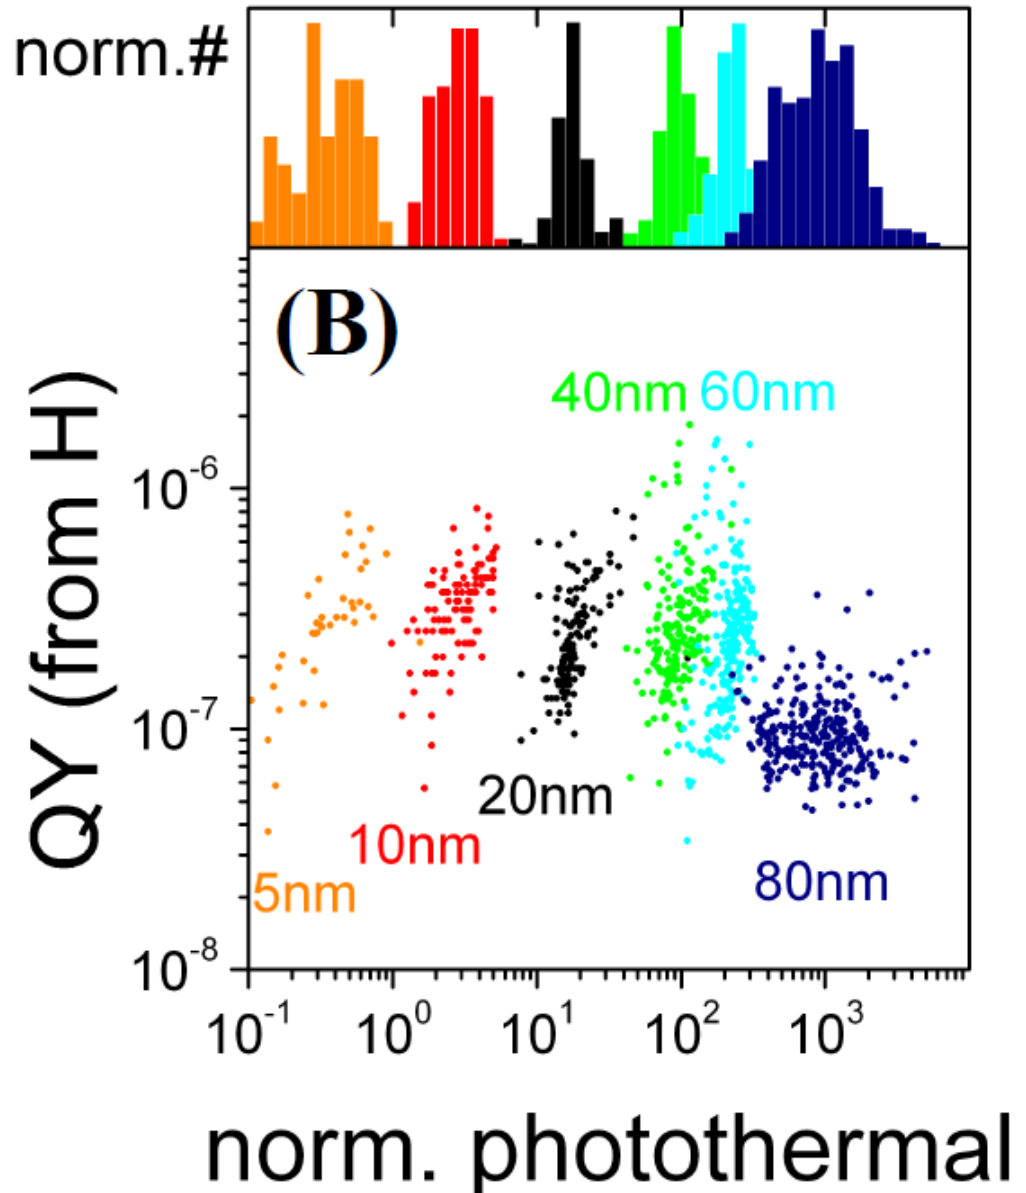 norm.#
(B)
40nm 60nm
10⁻⁶
QY (from H)
10⁻⁷
20nm
10nm
80nm
5nm
10⁻⁸
10⁻¹ 10⁰ 10¹ 10² 10³
norm. photothermal